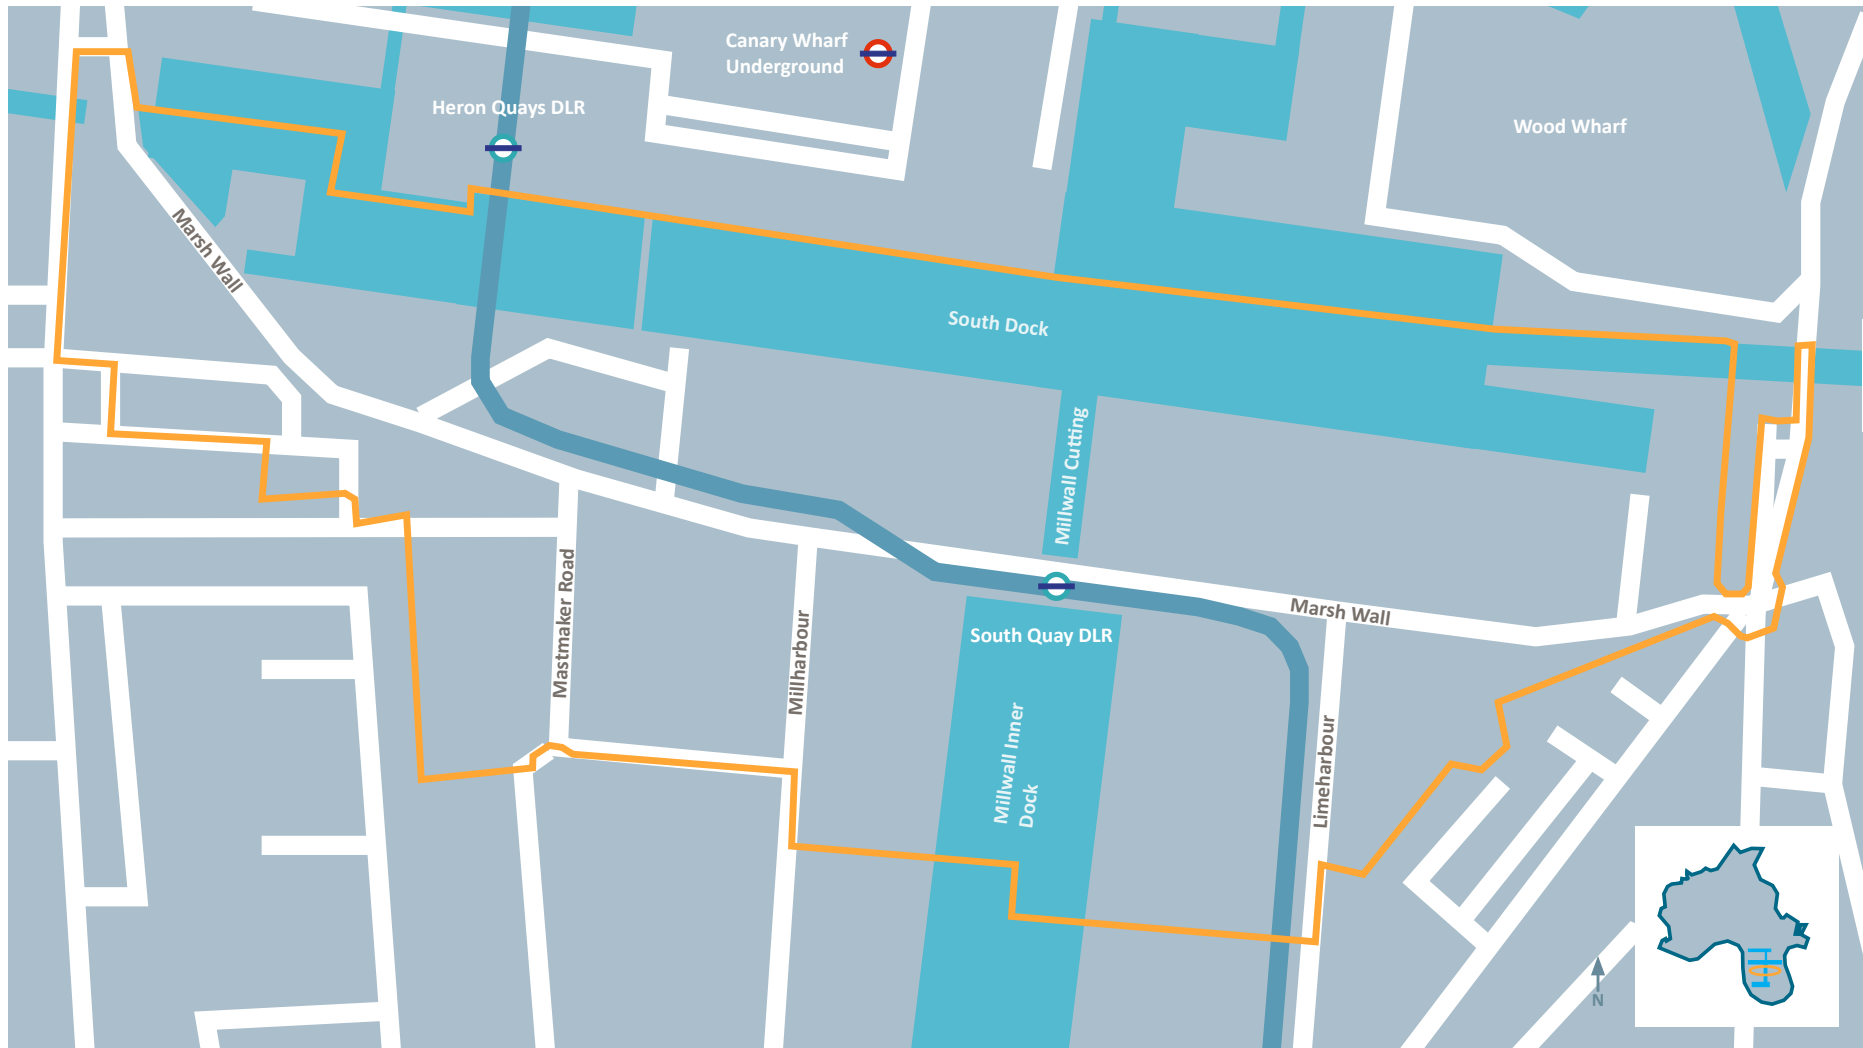 Canary Wharf
Underground
Heron Quays DLR
Wood Wharf
Marsh Wall
South Dock
Millwall Cutting
Mastmaker Road
Millharbour
Marsh Wall
South Quay DLR
Millwall Inner
Dock
Limeharbour
N